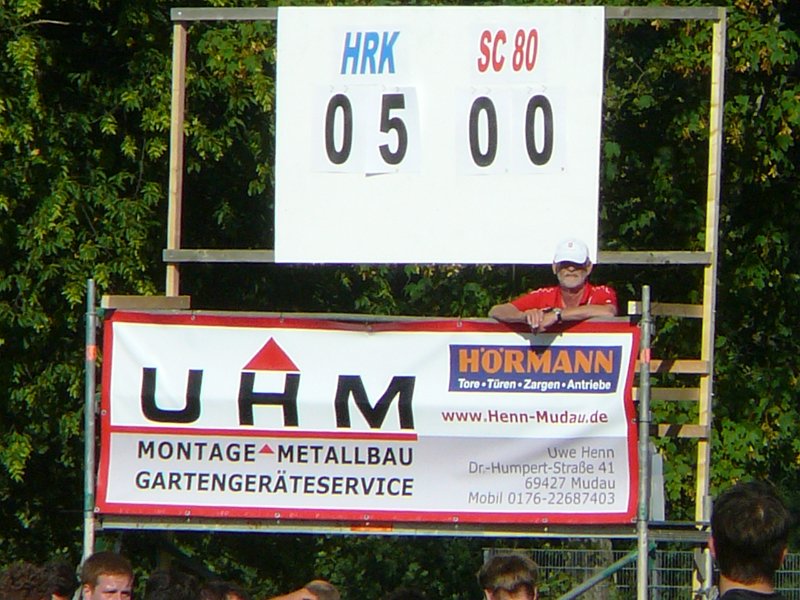 HRK SC 80
05 00
UHM
MONTAGE METALLBAU
GARTENGERÄTESERVICE
HÖRMANN
Tore • Türen • Zargen • Antriebe
www.Henn-Mudau.de
Uwe Henn
Dr.-Humpert-Straße 41
69427 Mudau
Mobil 0176-22687403